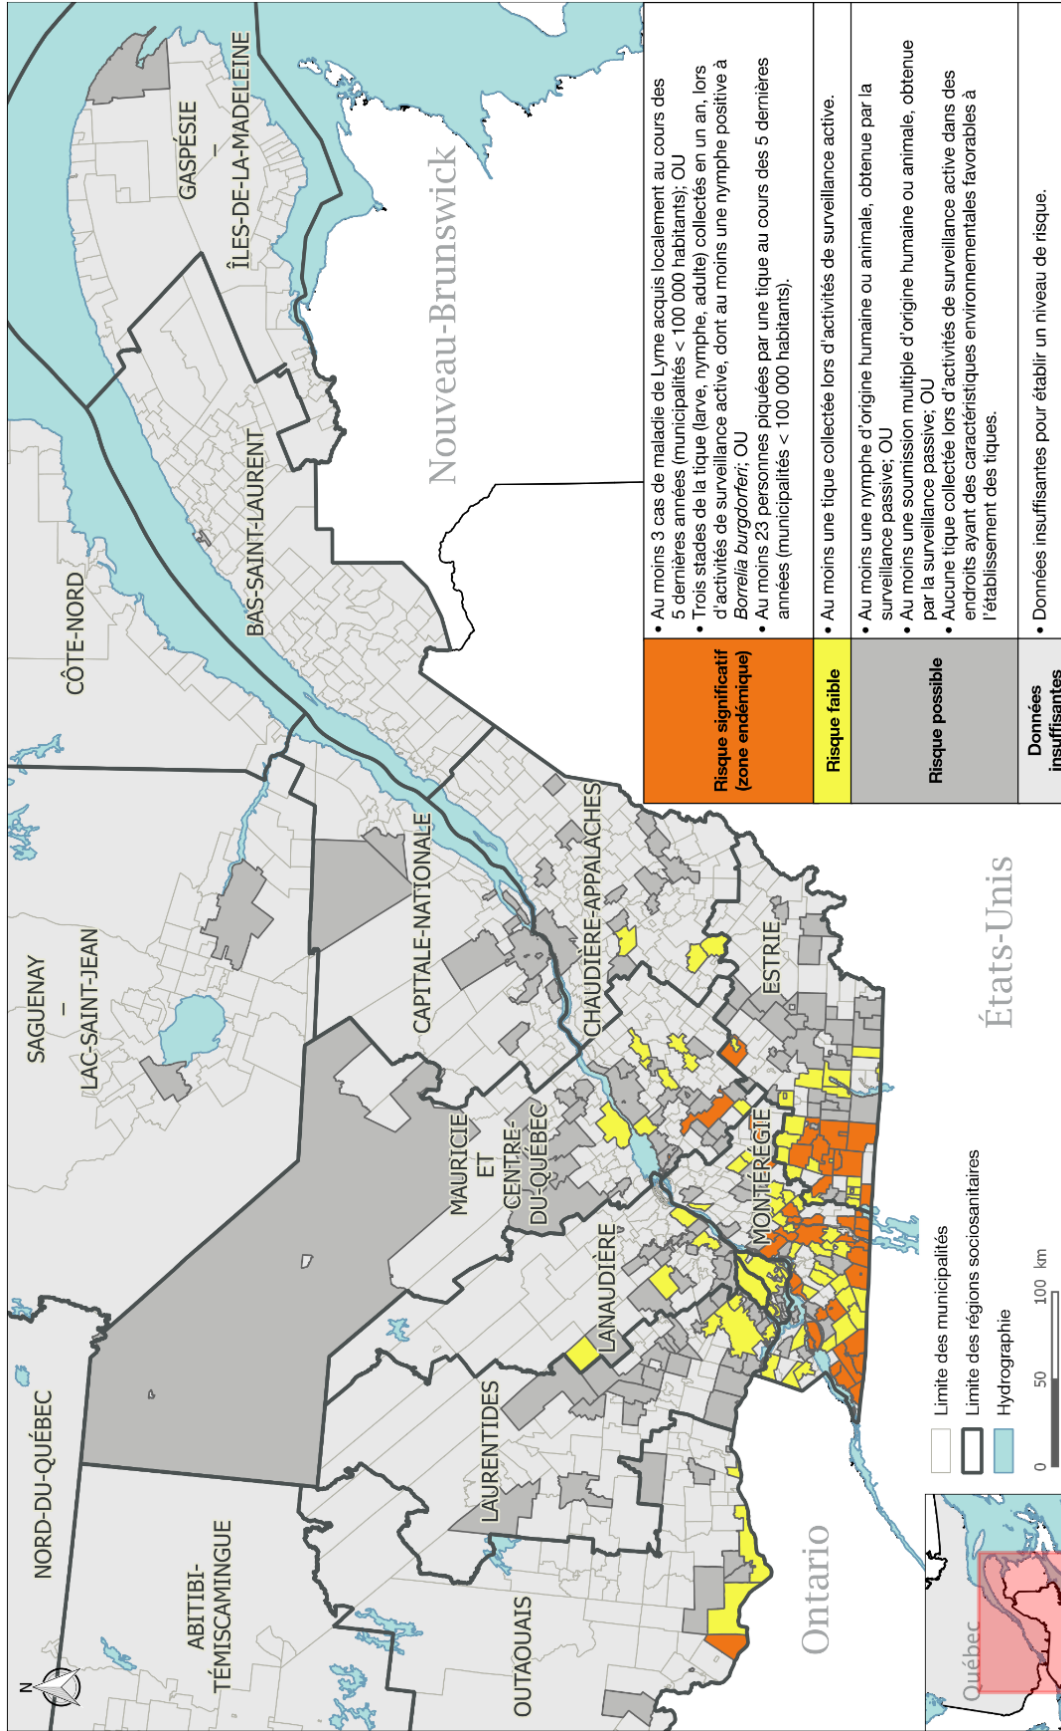 N
NORD-DU-QUÉBEC
SAGUENAY
–
LAC-SAINT-JEAN
CÔTE-NORD
GASPÉSIE
–
ÎLES-DE-LA-MADELEINE
ABITIBI-
TÉMISCAMINGUE
BAS-SAINT-LAURENT
CAPITALE-NATIONALE
MAURICIE
ET
CENTRE-
DU-QUÉBEC
LAURENTIDES
LANAUDIÈRE
CHAUDIÈRE-APPALACHES
OUTAOUAIS
MONTÉRÉGIE
ESTRIE
Nouveau-Brunswick
Ontario
États-Unis
Québec
Limite des municipalités
Limite des régions sociosanitaires
Hydrographie
0 50 100 km
Risque significatif
(zone endémique)
• Au moins 3 cas de maladie de Lyme acquis localement au cours des
5 dernières années (municipalités < 100 000 habitants); OU
• Trois stades de la tique (larve, nymphe, adulte) collectés en un an, lors
d'activités de surveillance active, dont au moins une nymphe positive à
Borrelia burgdorferi; OU
• Au moins 23 personnes piquées par une tique au cours des 5 dernières
années (municipalités < 100 000 habitants).
Risque faible
• Au moins une tique collectée lors d'activités de surveillance active.
Risque possible
• Au moins une nymphe d'origine humaine ou animale, obtenue par la
surveillance passive; OU
• Au moins une soumission multiple d'origine humaine ou animale, obtenue
par la surveillance passive; OU
• Aucune tique collectée lors d'activités de surveillance active dans des
endroits ayant des caractéristiques environnementales favorables à
l'établissement des tiques.
Données
insuffisantes
• Données insuffisantes pour établir un niveau de risque.